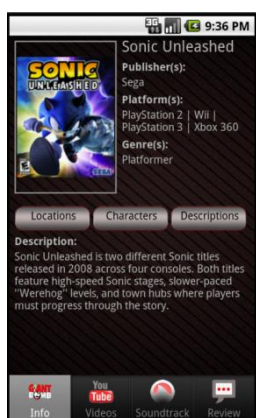 3G 9:36 PM
Sonic Unleashed
Publisher(s):
Sega
Platform(s):
PlayStation 2 | Wii |
PlayStation 3 | Xbox 360
Genre(s):
Platformer
SONIC
UNLEASHED
E
SEGA
Locations Characters Descriptions
Description:
Sonic Unleashed is two different Sonic titles
released in 2008 across four consoles. Both titles
feature high-speed Sonic stages, slower-paced
"Werehog" levels, and town hubs where players
must progress through the story.
GIANT
BOMB
You
Tube
Info Videos Soundtrack Review